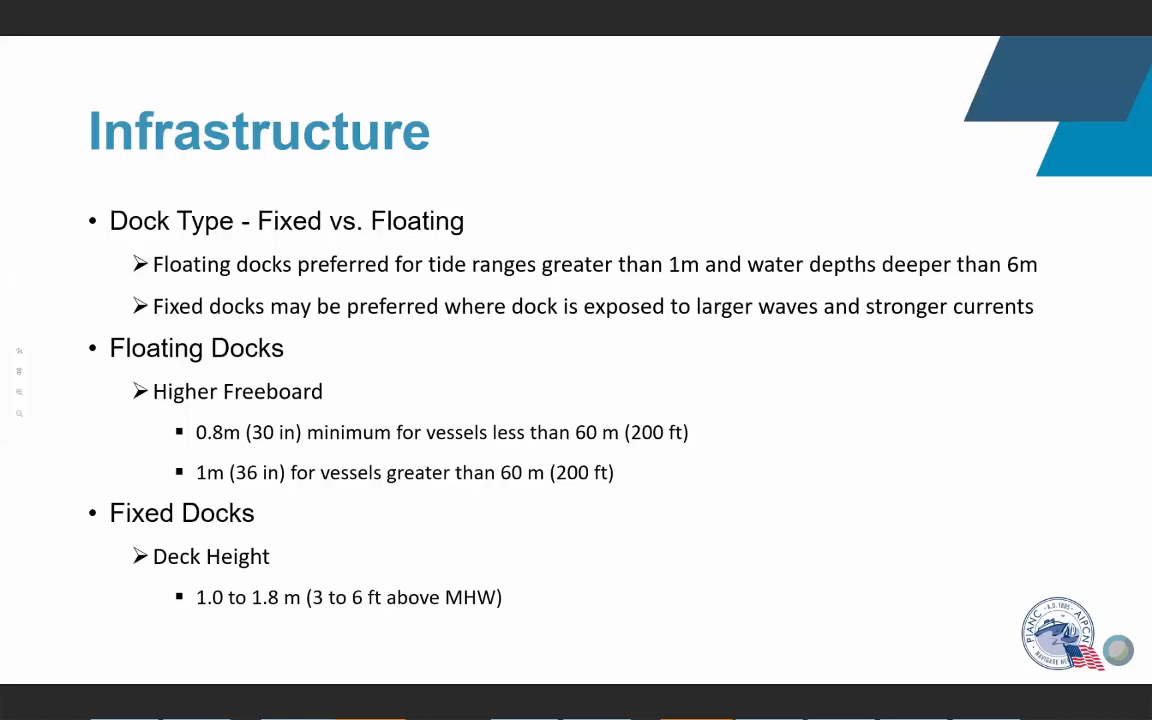 Infrastructure
• Dock Type - Fixed vs. Floating
➢ Floating docks preferred for tide ranges greater than 1m and water depths deeper than 6m
➢ Fixed docks may be preferred where dock is exposed to larger waves and stronger currents
• Floating Docks
➢ Higher Freeboard
▪ 0.8m (30 in) minimum for vessels less than 60 m (200 ft)
▪ 1m (36 in) for vessels greater than 60 m (200 ft)
• Fixed Docks
➢ Deck Height
▪ 1.0 to 1.8 m (3 to 6 ft above MHW)
PIANC · A.D. 1885 · AIPCN